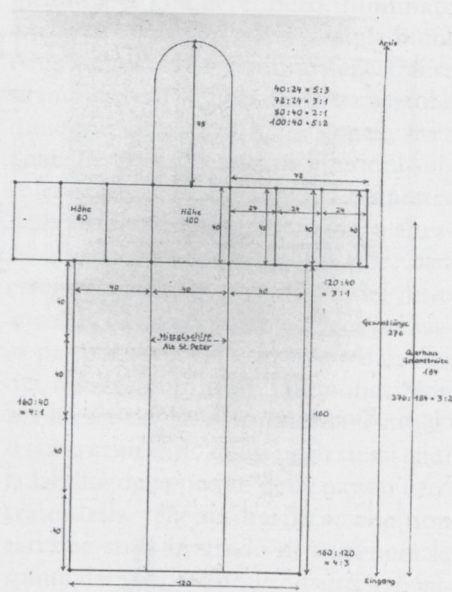 Apsis
40:24 = 5:3
72:24 = 3:1
80:40 = 2:1
100:40 = 5:2
75
72
Höhe
80
Höhe
100
24
24
24
40
40
40
40
40
40
40
40
120:40
= 3:1
Mittelschiff
Alt St. Peter
Gesamtlänge
276
Querhaus
Gesamtbreite
184
276:184 = 3:2
40
40
160:40
= 4:1
160
40
160:120
= 4:3
120
Eingang